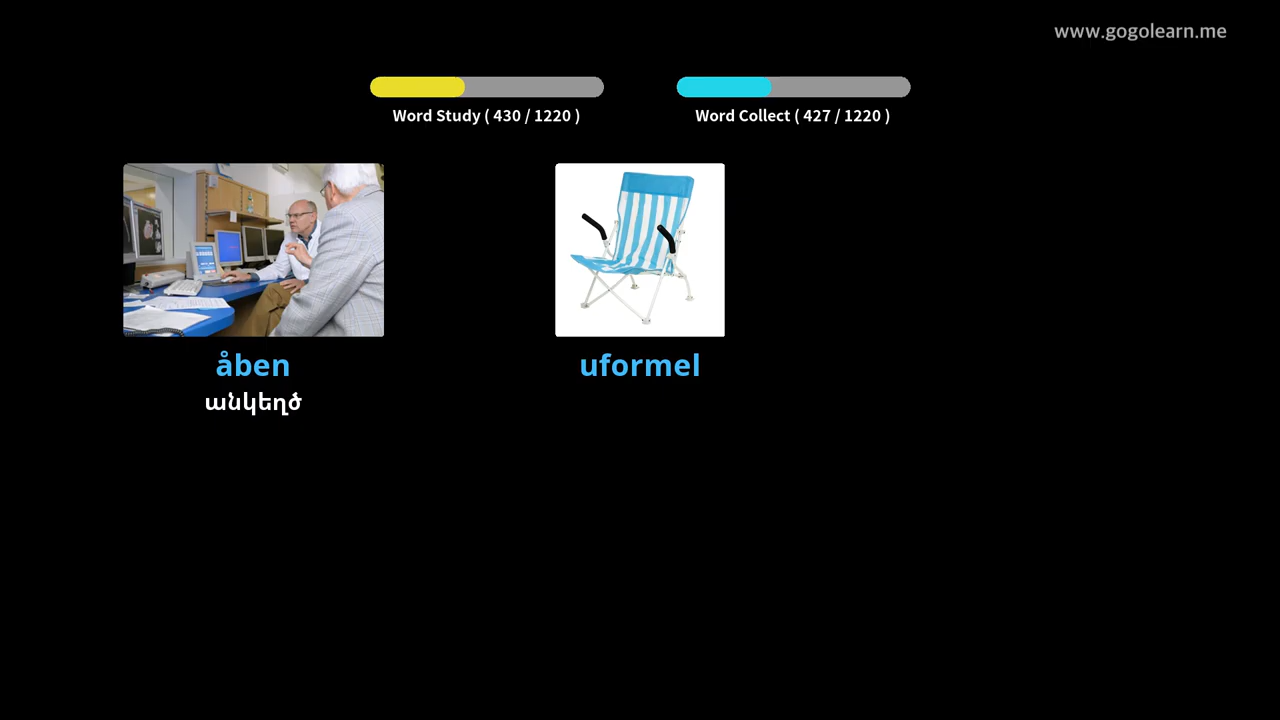 www.gogolearn.me
Word Study ( 430 / 1220 )
Word Collect ( 427 / 1220 )
åben
անկեղծ
uformel